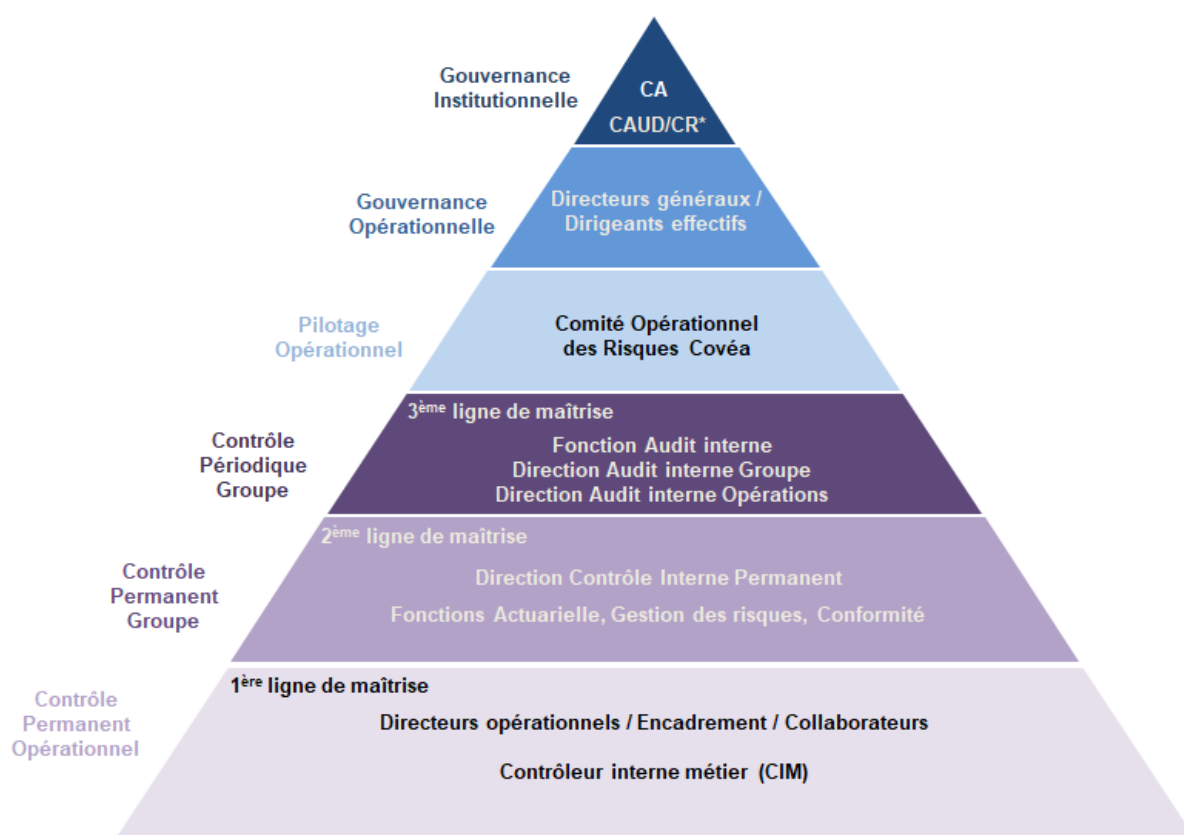 Gouvernance
Institutionnelle
CA
CAUD/CR*
Gouvernance
Opérationnelle
Directeurs généraux /
Dirigeants effectifs
Pilotage
Opérationnel
Comité Opérationnel
des Risques Covéa
Contrôle
Périodique
Groupe
3ème ligne de maîtrise
Fonction Audit interne
Direction Audit interne Groupe
Direction Audit interne Opérations
Contrôle
Permanent
Groupe
2ème ligne de maîtrise
Direction Contrôle Interne Permanent
Fonctions Actuarielle, Gestion des risques, Conformité
Contrôle
Permanent
Opérationnel
1ère ligne de maîtrise
Directeurs opérationnels / Encadrement / Collaborateurs
Contrôleur interne métier (CIM)